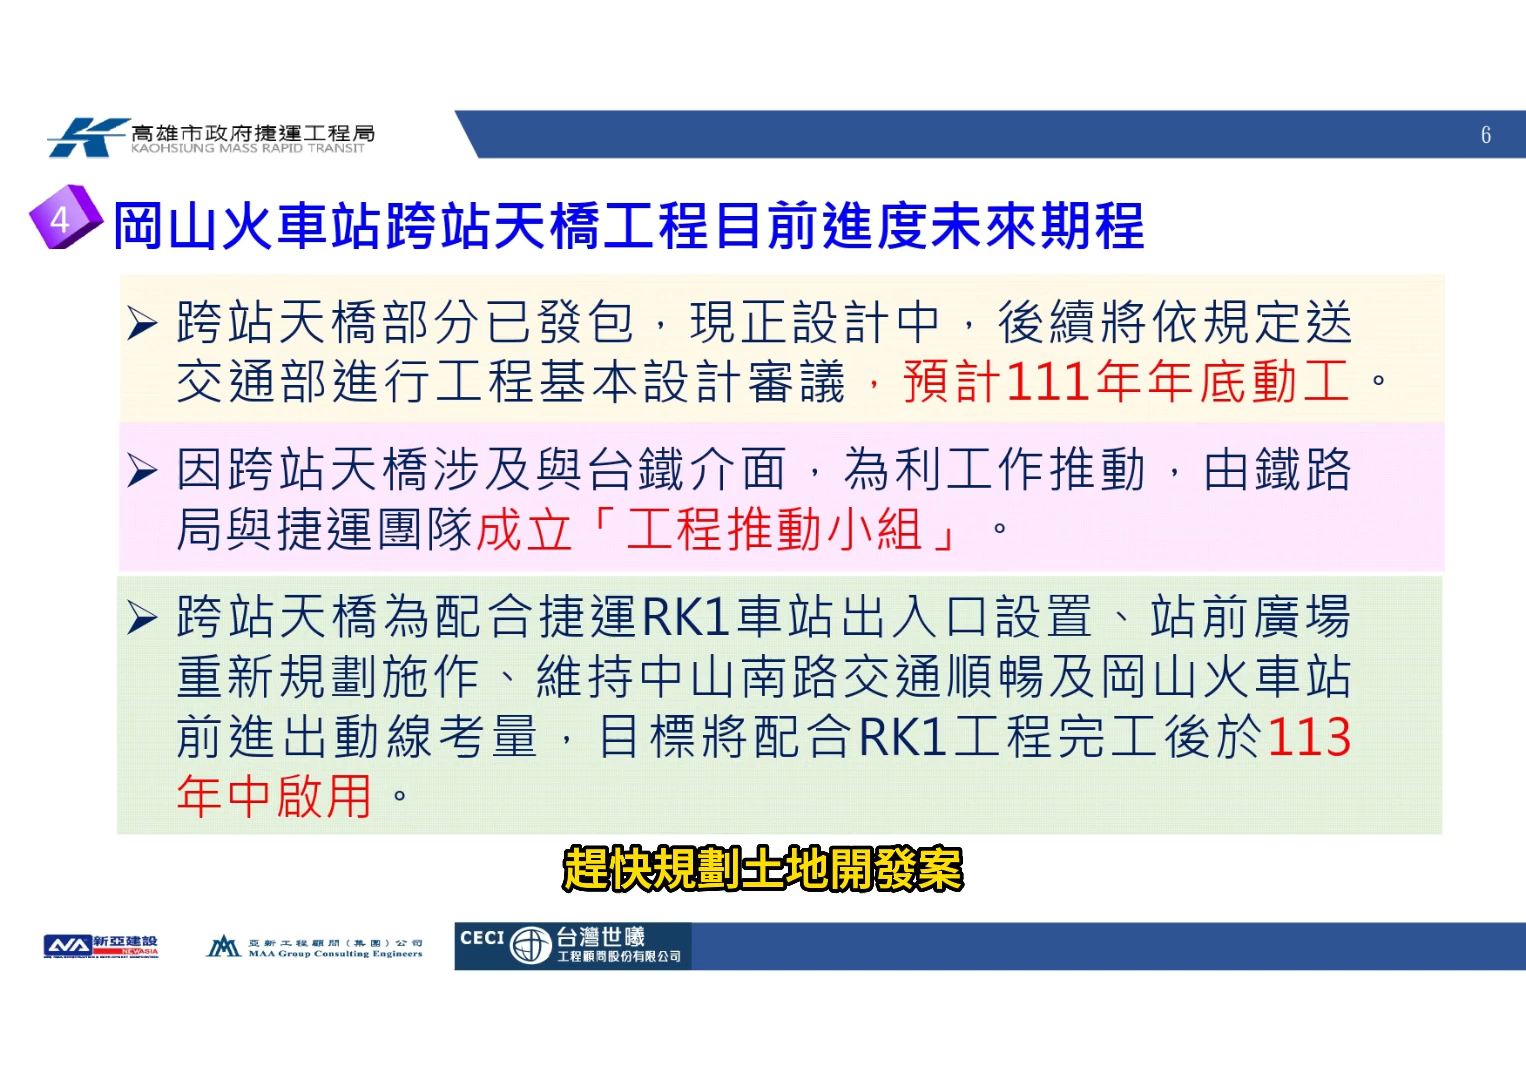 高雄市政府捷運工程局
KAOHSIUNG MASS RAPID TRANSIT
6
4
岡山火車站跨站天橋工程目前進度未來期程
➢ 跨站天橋部分已發包，現正設計中，後續將依規定送
交通部進行工程基本設計審議，預計111年年底動工。
➢ 因跨站天橋涉及與台鐵介面，為利工作推動，由鐵路
局與捷運團隊成立「工程推動小組」。
➢ 跨站天橋為配合捷運RK1車站出入口設置、站前廣場
重新規劃施作、維持中山南路交通順暢及岡山火車站
前進出動線考量，目標將配合RK1工程完工後於113
年中啟用。
趕快規劃土地開發案
新亞建設
NEWASIA
亞新工程顧問(集團)公司
MAA Group Consulting Engineers
CECI
台灣世曦
工程顧問股份有限公司